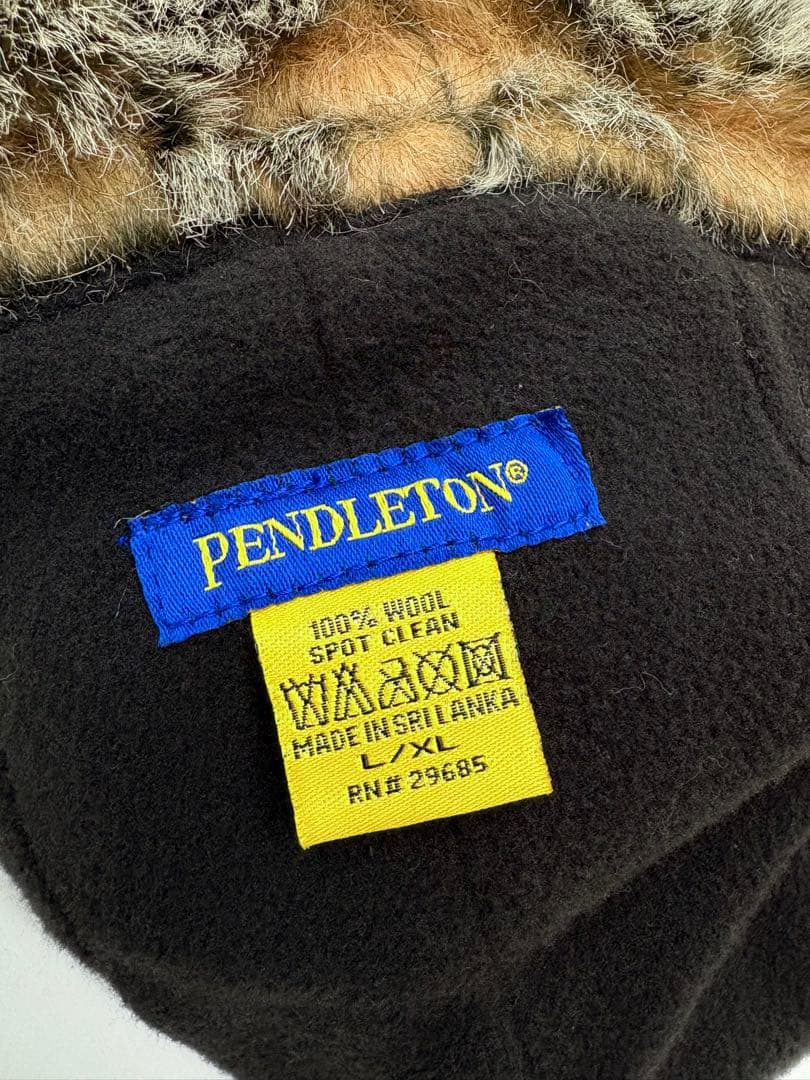 PENDLETON®
100% WOOL
SPOT CLEAN
MADE IN SRI LANKA
L/XL
RN# 29685